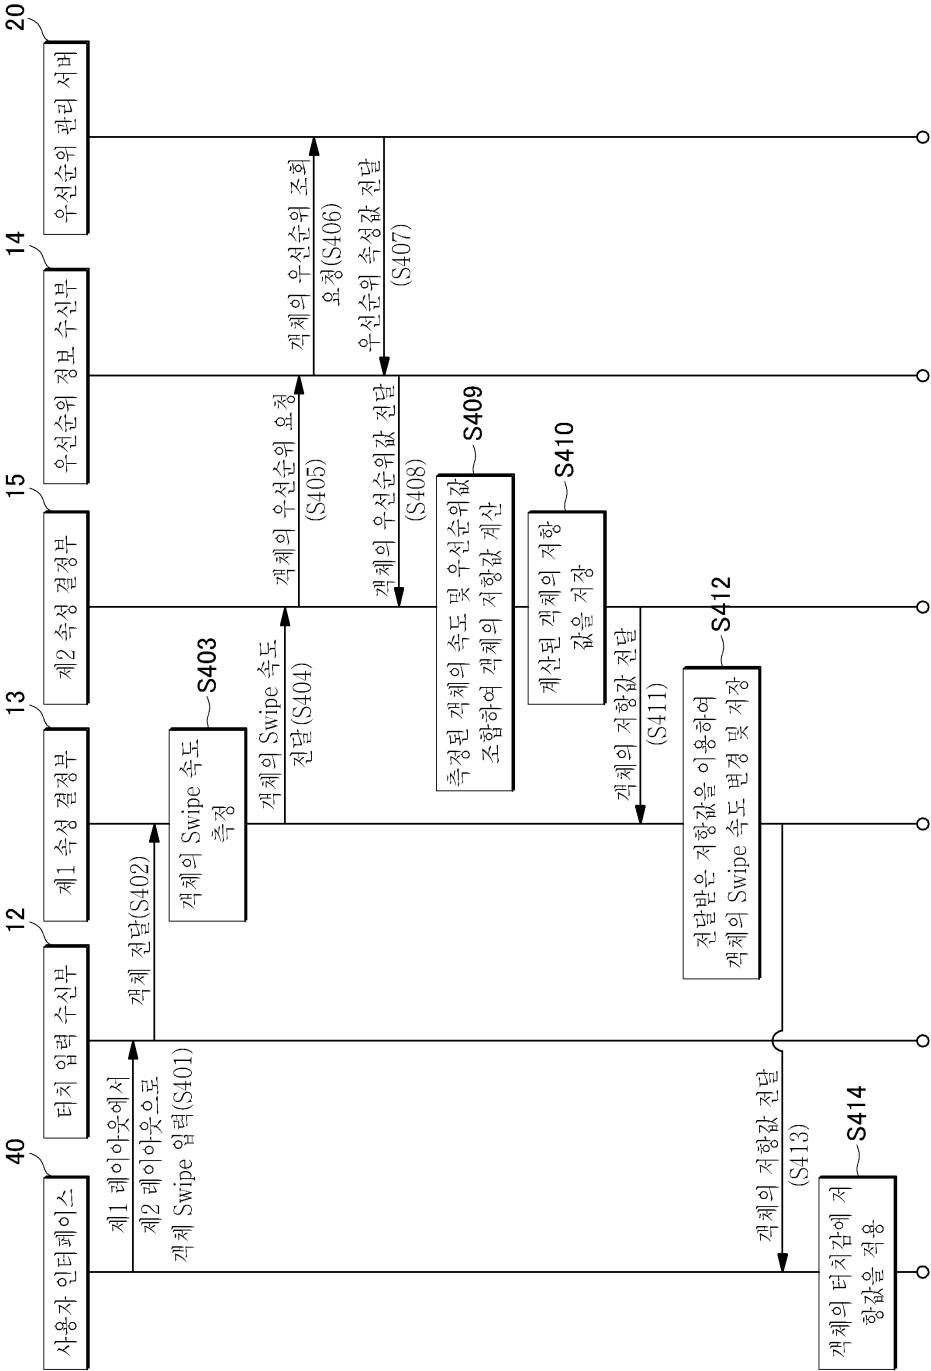 40
사용자 인터페이스
12
터치 입력 수신부
13
제1 속성 결정부
15
제2 속성 결정부
14
우선순위 정보 수신부
20
우선순위 관리 서버
제1 레이아웃에서
제2 레이아웃으로
객체 Swipe 입력(S401)
객체 전달(S402)
객체의 Swipe 속도
측정
S403
객체의 Swipe 속도
전달(S404)
객체의 우선순위 요청
(S405)
객체의 우선순위 조회
요청(S406)
우선순위 속성값 전달
(S407)
객체의 우선순위값 전달
(S408)
측정된 객체의 속도 및 우선순위값
조합하여 객체의 저항값 계산
S409
계산된 객체의 저항
값을 저장
S410
객체의 저항값 전달
(S411)
전달받은 저항값을 이용하여
객체의 Swipe 속도 변경 및 저장
S412
객체의 저항값 전달
(S413)
객체의 터치감에 저
항값을 적용
S414